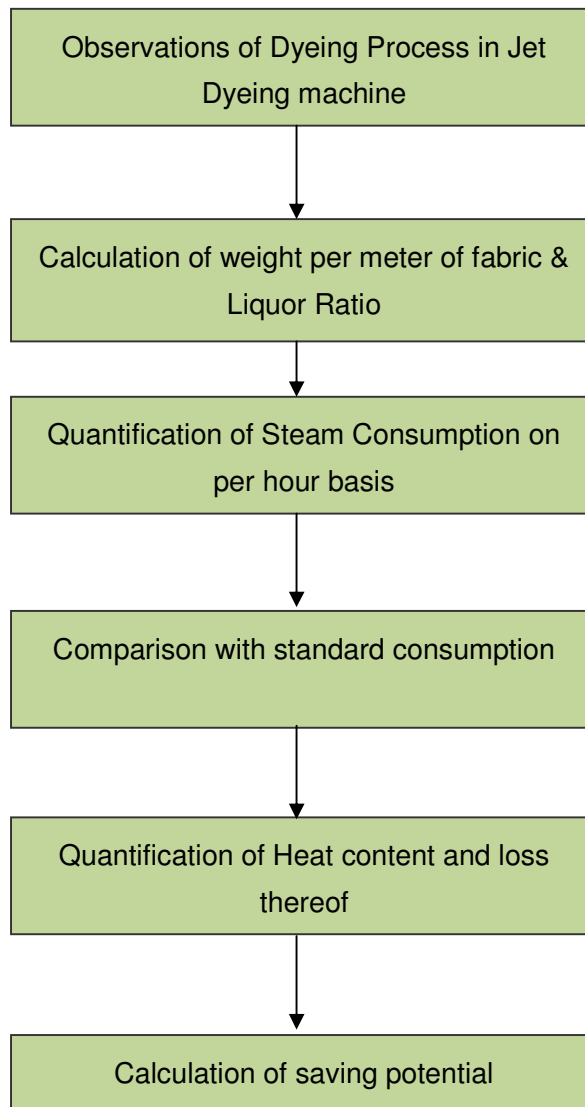 Observations of Dyeing Process in Jet
Dyeing machine
Calculation of weight per meter of fabric &
Liquor Ratio
Quantification of Steam Consumption on
per hour basis
Comparison with standard consumption
Quantification of Heat content and loss
thereof
Calculation of saving potential